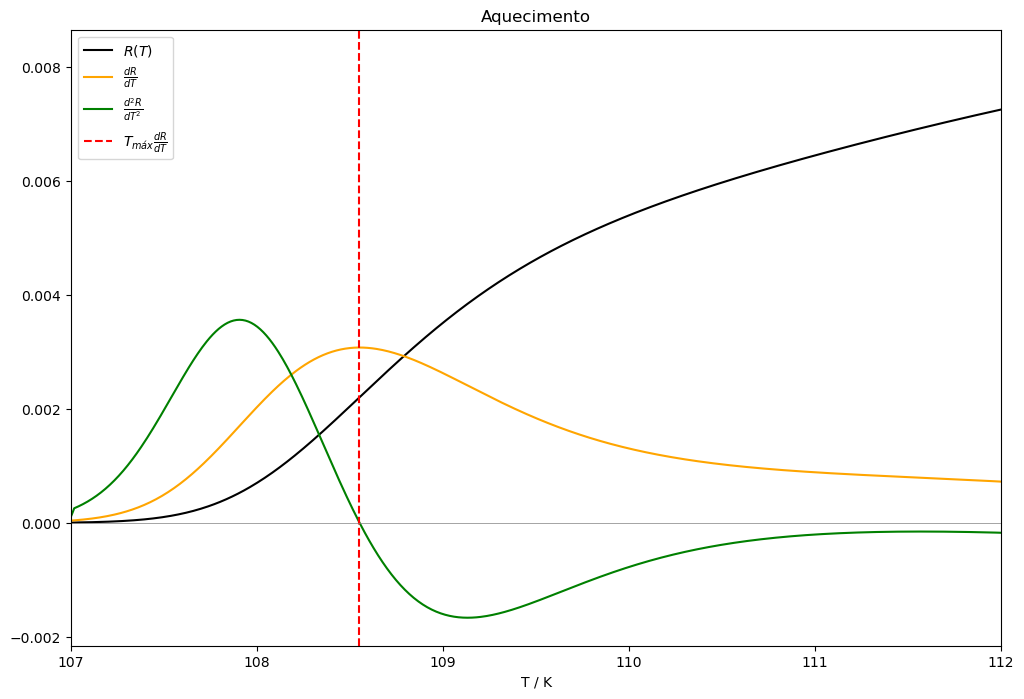 Aquecimento
R(T)
dR/dT
d²R/dT²
T_máx dR/dT
0.008
0.006
0.004
0.002
0.000
−0.002
107 108 109 110 111 112
T / K